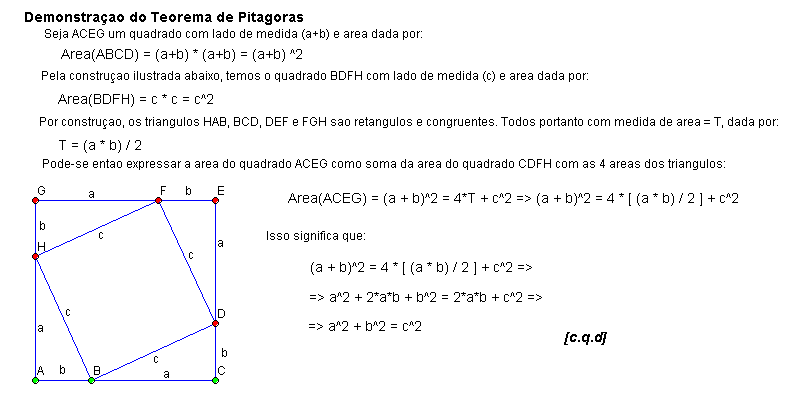 Demonstraçao do Teorema de Pitagoras
Seja ACEG um quadrado com lado de medida (a+b) e area dada por:
Area(ABCD) = (a+b) * (a+b) = (a+b) ^2
Pela construçao ilustrada abaixo, temos o quadrado BDFH com lado de medida (c) e area dada por:
Area(BDFH) = c * c = c^2
Por construçao, os triangulos HAB, BCD, DEF e FGH sao retangulos e congruentes. Todos portanto com medida de area = T, dada por:
T = (a * b) / 2
Pode-se entao expressar a area do quadrado ACEG como soma da area do quadrado CDFH com as 4 areas dos triangulos:
G a F b E
Area(ACEG) = (a + b)^2 = 4*T + c^2 => (a + b)^2 = 4 * [ (a * b) / 2 ] + c^2
b
c
a
H
c
Isso significa que:
(a + b)^2 = 4 * [ (a * b) / 2 ] + c^2 =>
=> a^2 + 2*a*b + b^2 = 2*a*b + c^2 =>
=> a^2 + b^2 = c^2
[c.q.d]
c
D
a
c
b
A b B a C